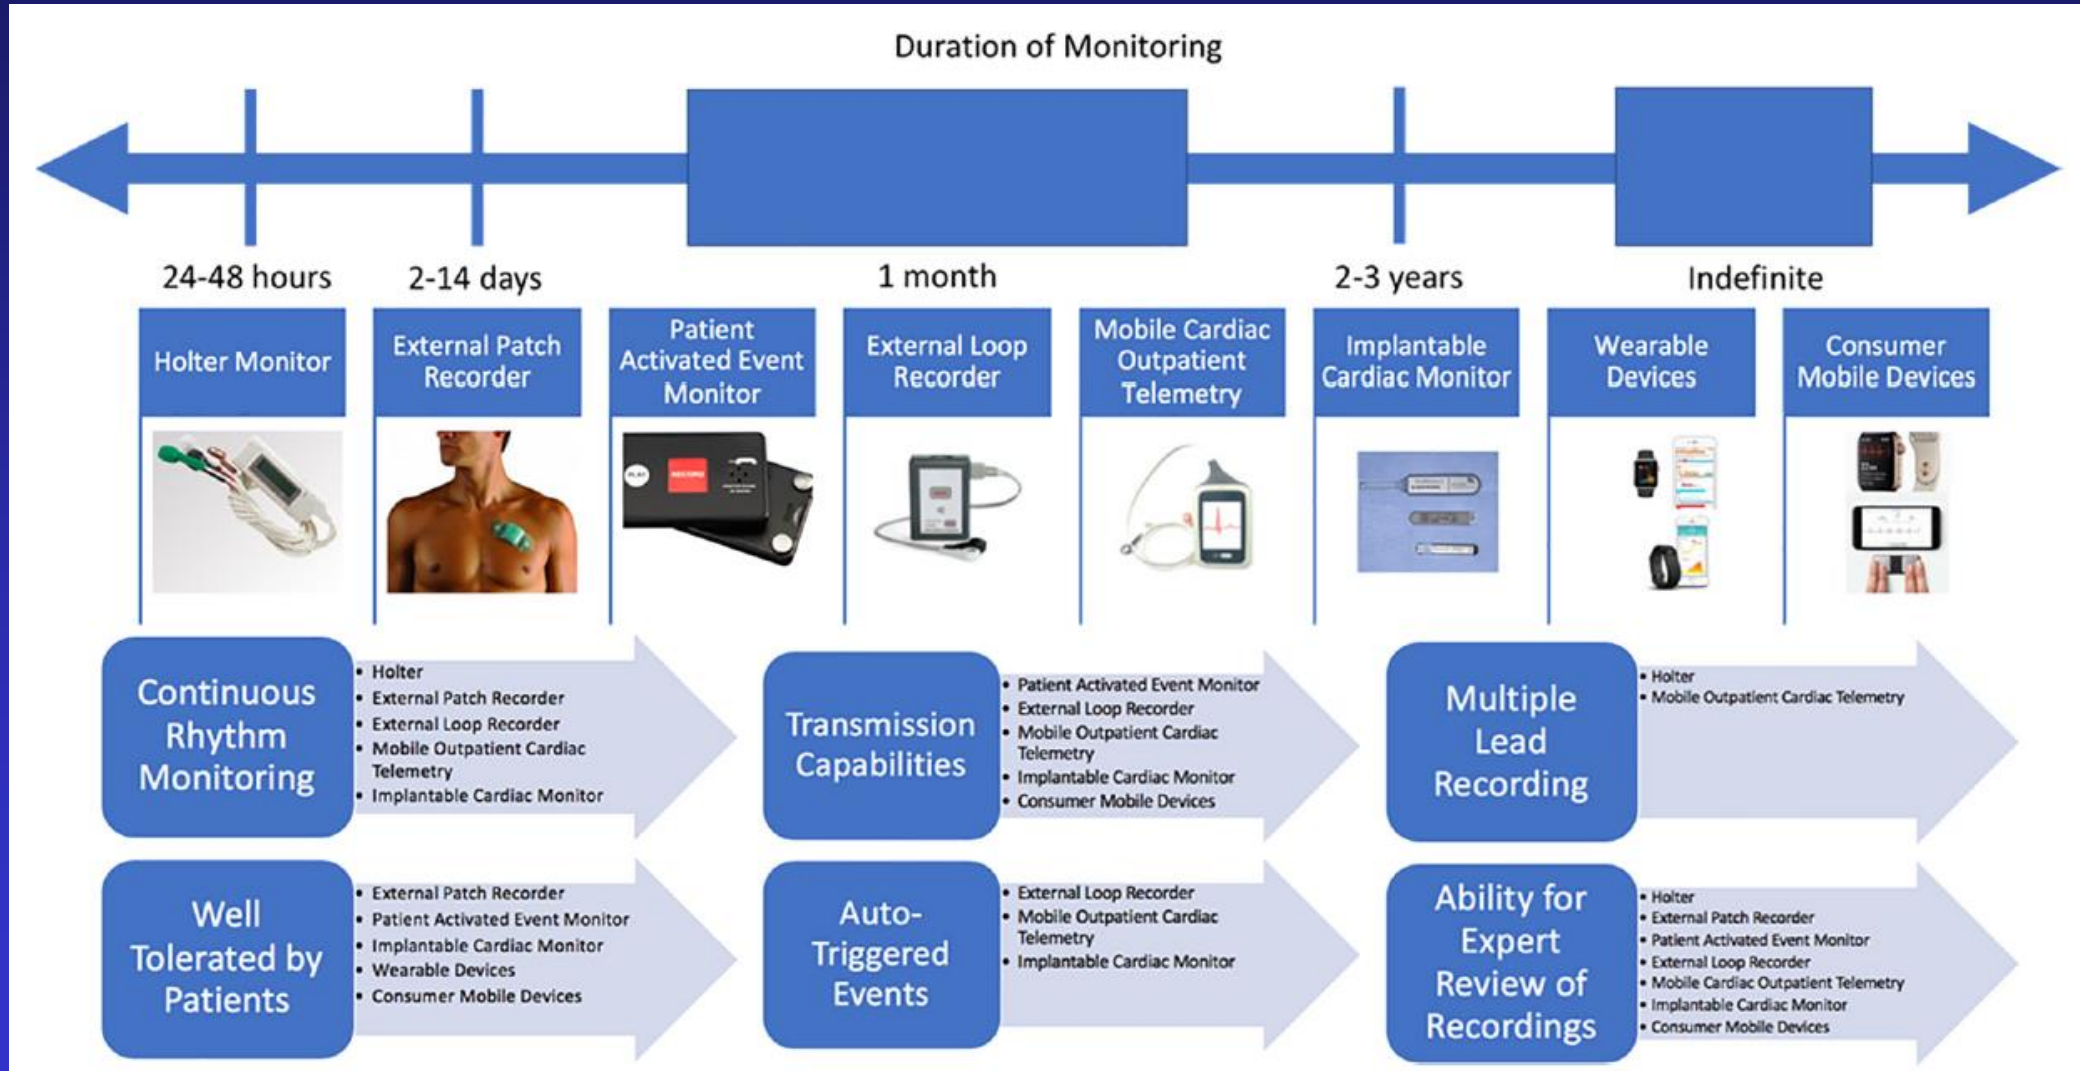 Duration of Monitoring
24-48 hours
2-14 days
1 month
2-3 years
Indefinite
Holter Monitor
External Patch
Recorder
Patient
Activated Event
Monitor
External Loop
Recorder
Mobile Cardiac
Outpatient
Telemetry
Implantable
Cardiac Monitor
Wearable
Devices
Consumer
Mobile Devices
PLAY
RECORD
Continuous
Rhythm
Monitoring
• Holter
• External Patch Recorder
• External Loop Recorder
• Mobile Outpatient Cardiac
Telemetry
• Implantable Cardiac Monitor
Transmission
Capabilities
• Patient Activated Event Monitor
• External Loop Recorder
• Mobile Outpatient Cardiac
Telemetry
• Implantable Cardiac Monitor
• Consumer Mobile Devices
Multiple
Lead
Recording
• Holter
• Mobile Outpatient Cardiac Telemetry
Well
Tolerated by
Patients
• External Patch Recorder
• Patient Activated Event Monitor
• Implantable Cardiac Monitor
• Wearable Devices
• Consumer Mobile Devices
Auto-
Triggered
Events
• External Loop Recorder
• Mobile Outpatient Cardiac
Telemetry
• Implantable Cardiac Monitor
Ability for
Expert
Review of
Recordings
• Holter
• External Patch Recorder
• Patient Activated Event Monitor
• External Loop Recorder
• Mobile Cardiac Outpatient Telemetry
• Implantable Cardiac Monitor
• Consumer Mobile Devices